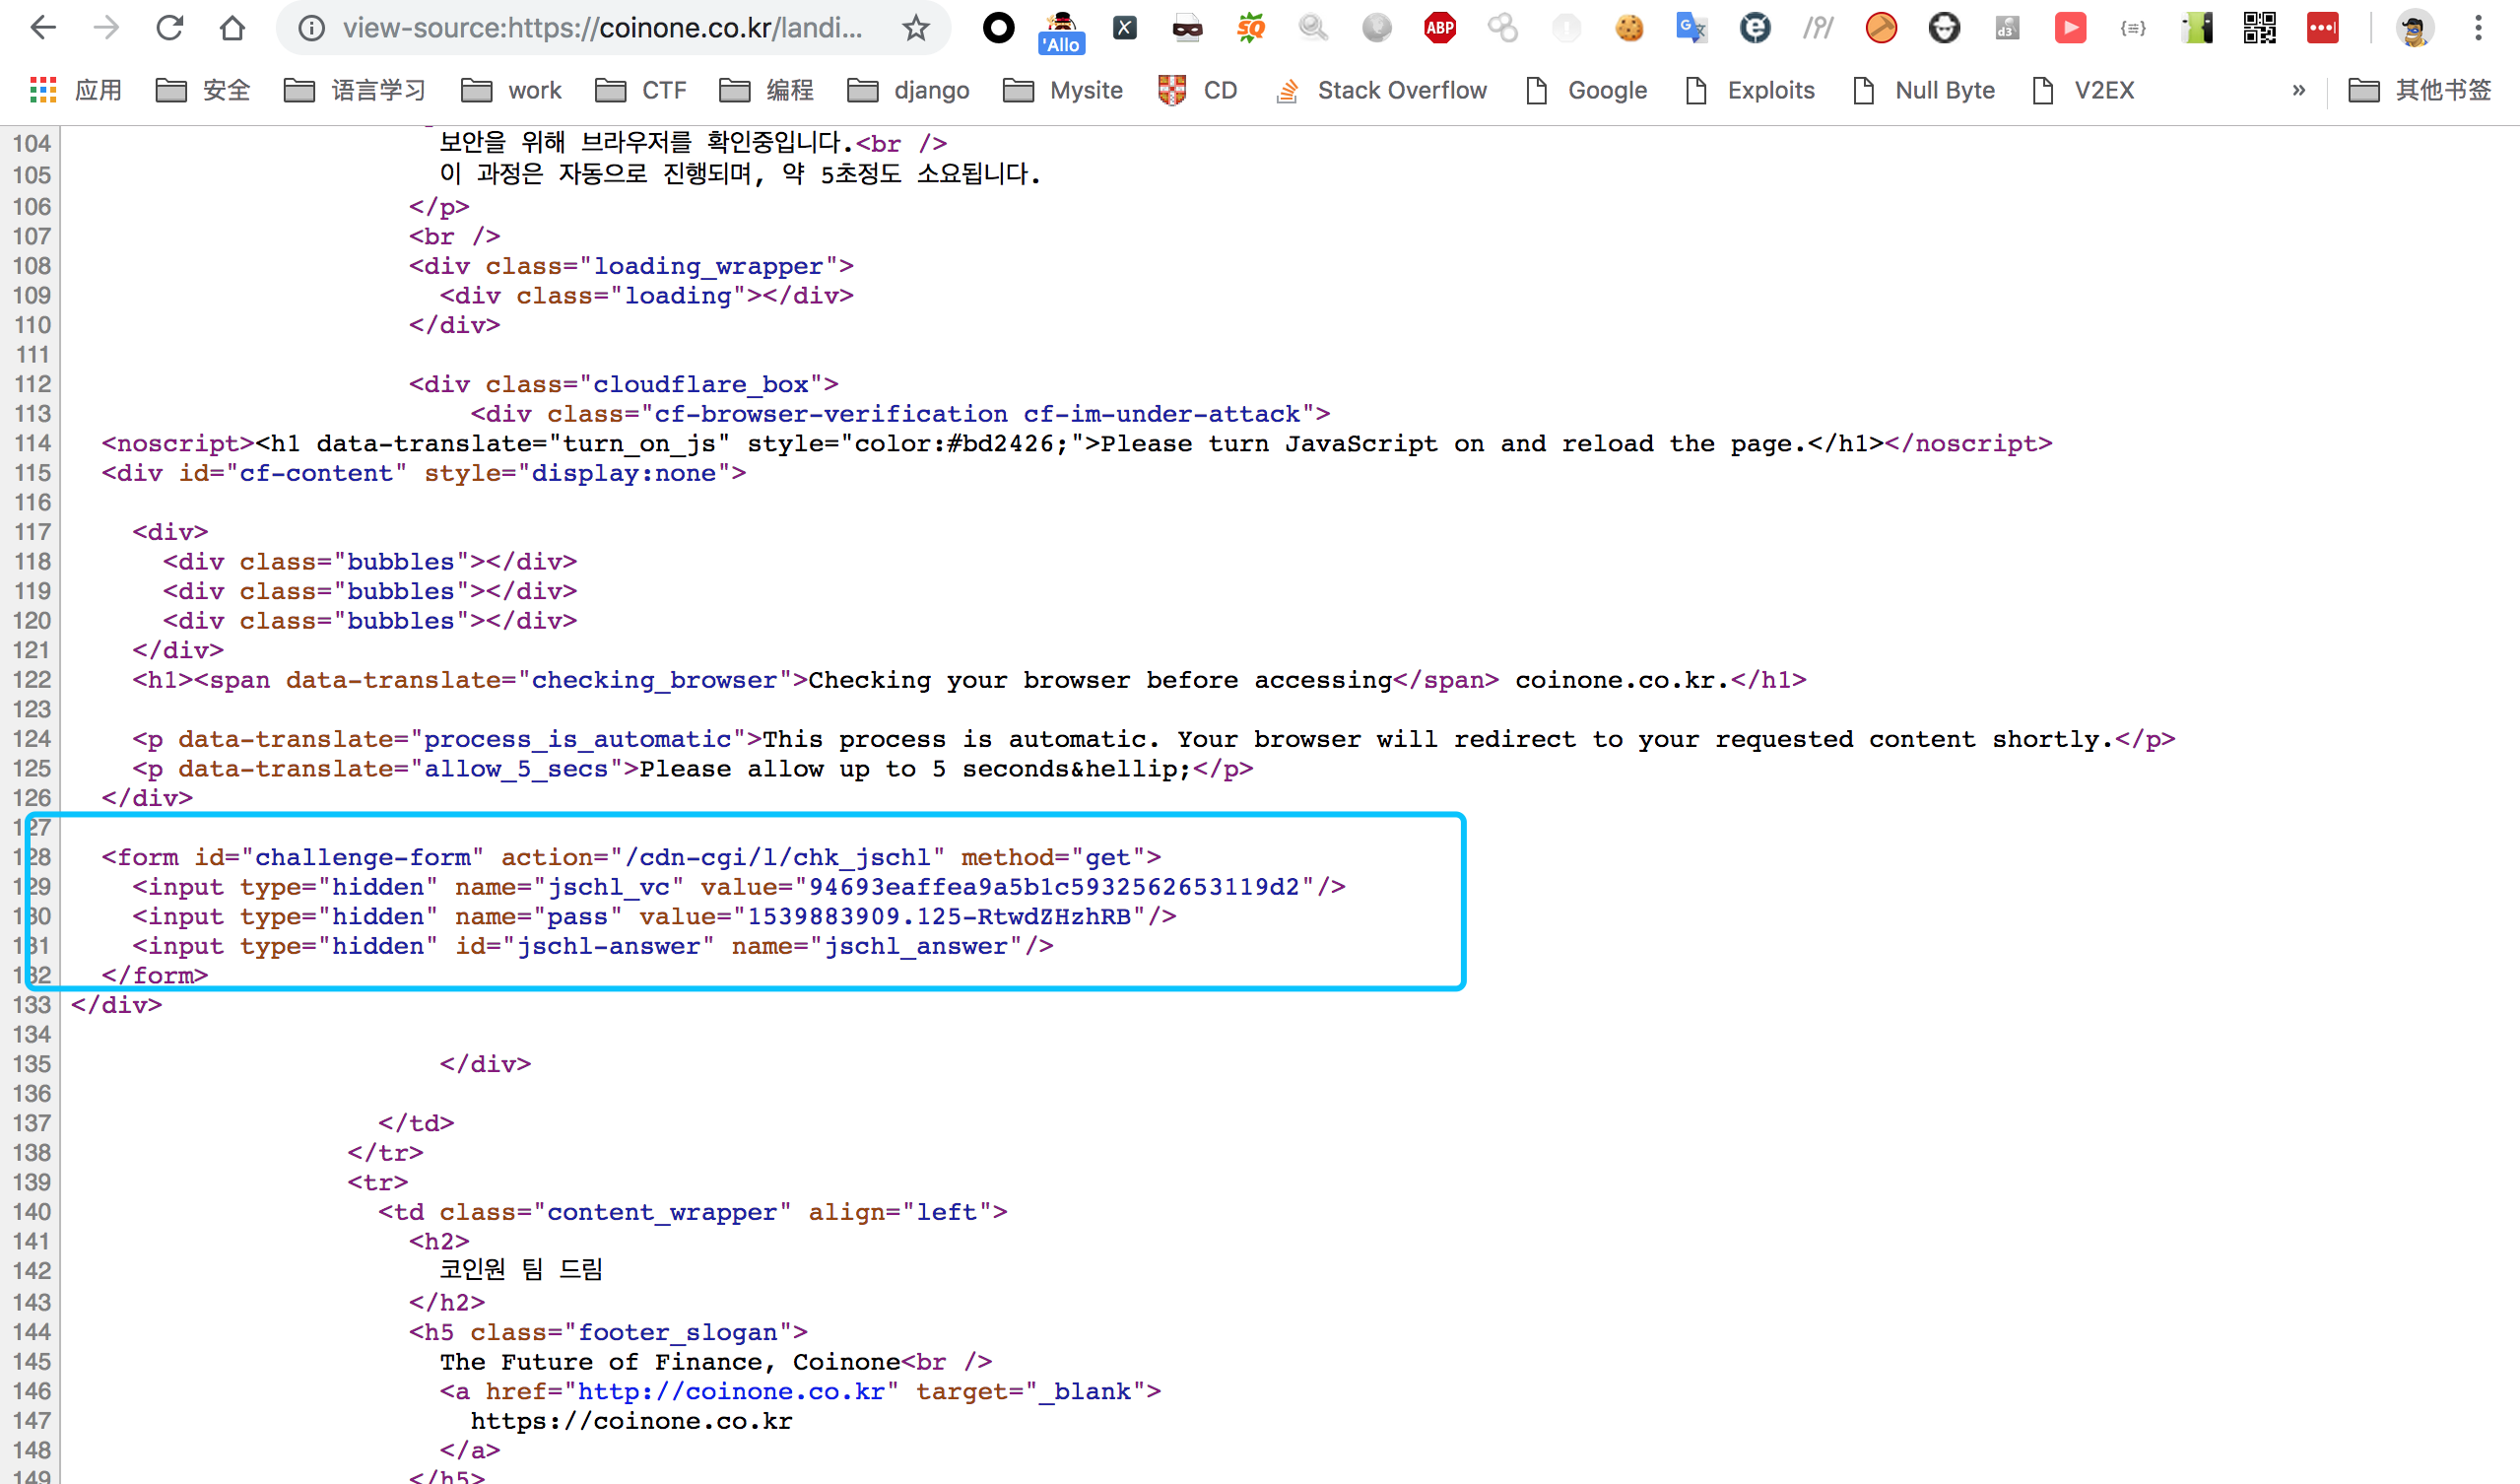 view-source:https://coinone.co.kr/landi...
'Allo
ABP
应用 安全 语言学习 work CTF 编程 django Mysite CD Stack Overflow Google Exploits Null Byte V2EX » 其他书签
104 보안을 위해 브라우저를 확인중입니다.<br />
105 이 과정은 자동으로 진행되며, 약 5초정도 소요됩니다.
106 </p>
107 <br />
108 <div class="loading_wrapper">
109 <div class="loading"></div>
110 </div>
111
112 <div class="cloudflare_box">
113 <div class="cf-browser-verification cf-im-under-attack">
114 <noscript><h1 data-translate="turn_on_js" style="color:#bd2426;">Please turn JavaScript on and reload the page.</h1></noscript>
115 <div id="cf-content" style="display:none">
116
117 <div>
118 <div class="bubbles"></div>
119 <div class="bubbles"></div>
120 <div class="bubbles"></div>
121 </div>
122 <h1><span data-translate="checking_browser">Checking your browser before accessing</span> coinone.co.kr.</h1>
123
124 <p data-translate="process_is_automatic">This process is automatic. Your browser will redirect to your requested content shortly.</p>
125 <p data-translate="allow_5_secs">Please allow up to 5 seconds&hellip;</p>
126 </div>
127
128 <form id="challenge-form" action="/cdn-cgi/l/chk_jschl" method="get">
129 <input type="hidden" name="jschl_vc" value="94693eaffea9a5b1c5932562653119d2"/>
130 <input type="hidden" name="pass" value="1539883909.125-RtwdZHzhRB"/>
131 <input type="hidden" id="jschl-answer" name="jschl_answer"/>
132 </form>
133 </div>
134
135 </div>
136
137 </td>
138 </tr>
139 <tr>
140 <td class="content_wrapper" align="left">
141 <h2>
142 코인원 팀 드림
143 </h2>
144 <h5 class="footer_slogan">
145 The Future of Finance, Coinone<br />
146 <a href="http://coinone.co.kr" target="_blank">
147 https://coinone.co.kr
148 </a>
149 </h5>